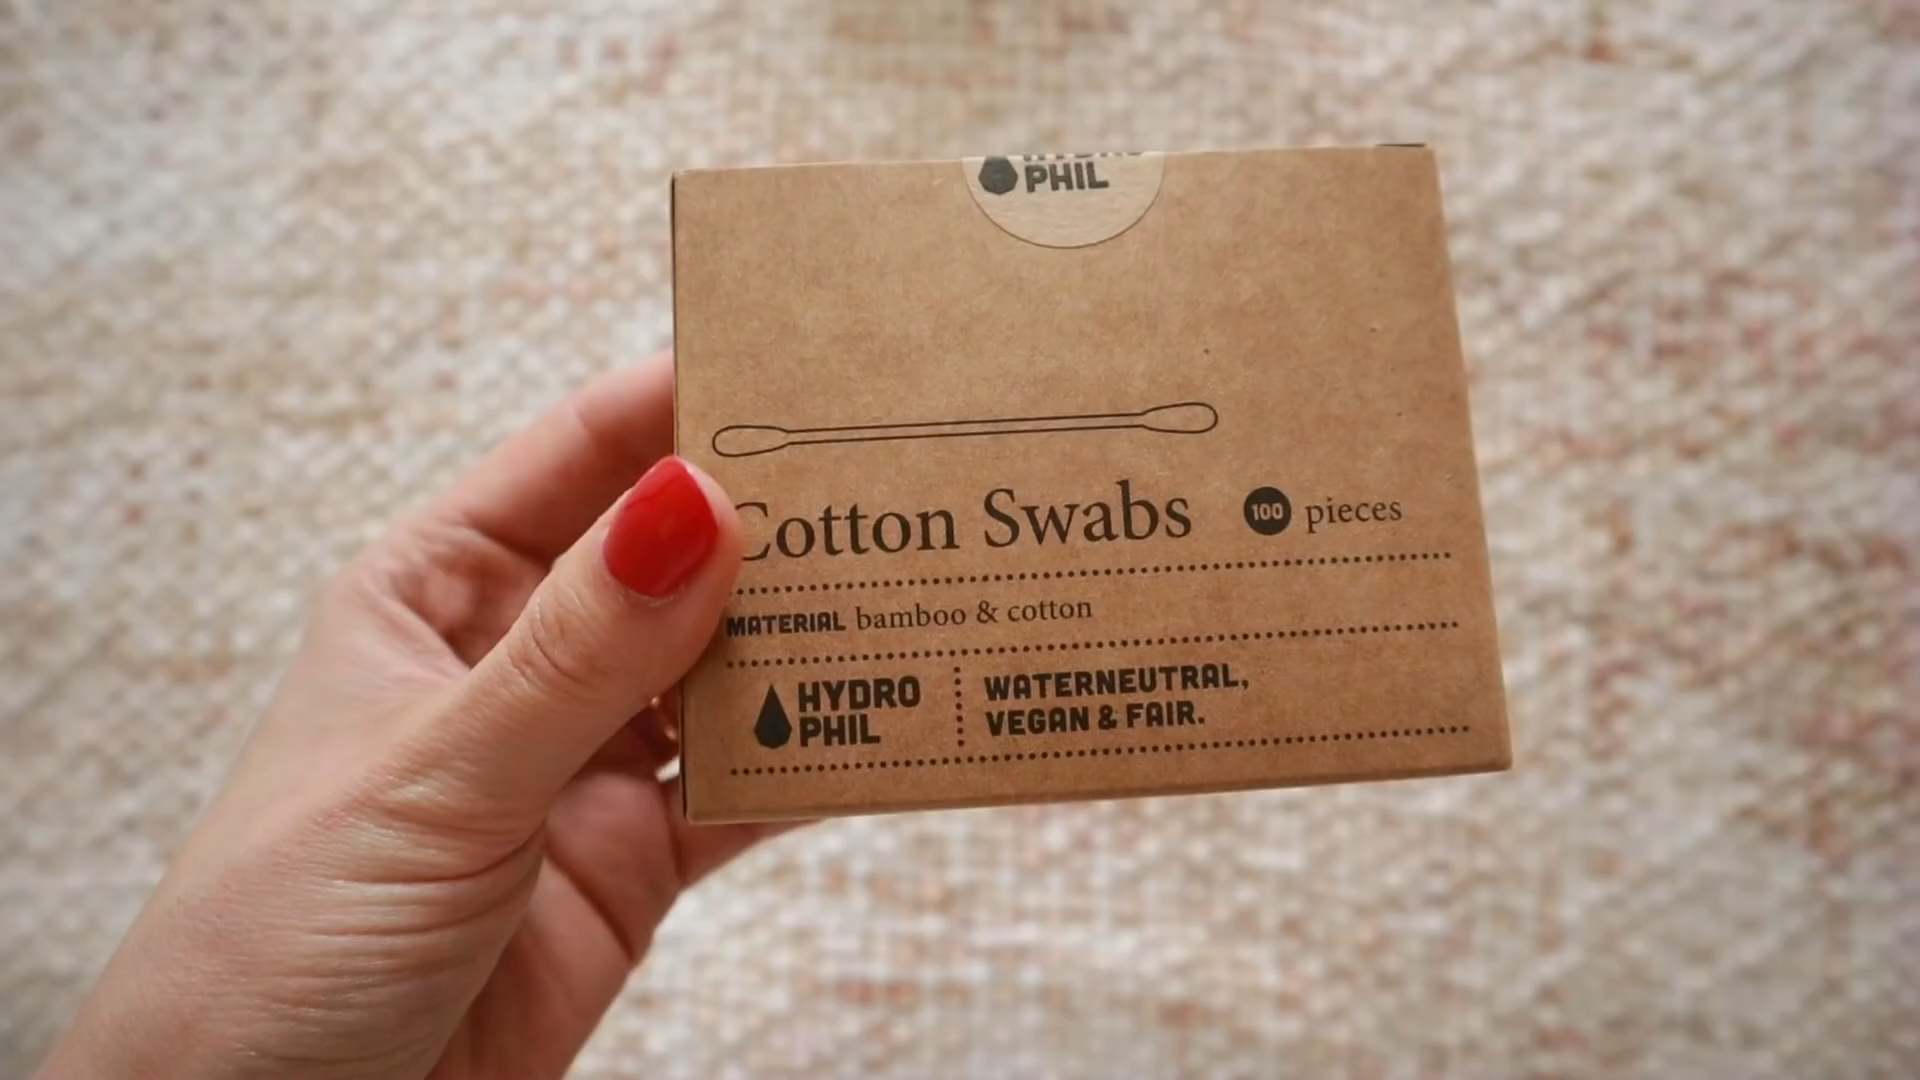 PHIL
Cotton Swabs 100 pieces
MATERIAL bamboo & cotton
HYDRO
PHIL
WATERNEUTRAL,
VEGAN & FAIR.